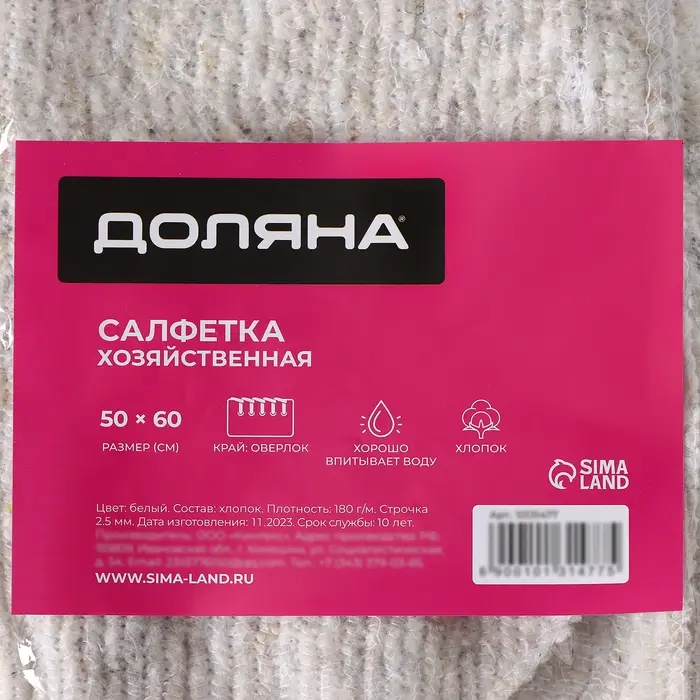 ДОЛЯНА®
САЛФЕТКА
ХОЗЯЙСТВЕННАЯ
50 × 60
РАЗМЕР (СМ)
КРАЙ: ОВЕРЛОК
ХОРОШО
ВПИТЫВАЕТ ВОДУ
ХЛОПОК
SIMA
LAND
Цвет: белый. Состав: хлопок. Плотность: 180 г/м. Строчка
2.5 мм. Дата изготовления: 11.2023. Срок службы: 10 лет.
WWW.SIMA-LAND.RU